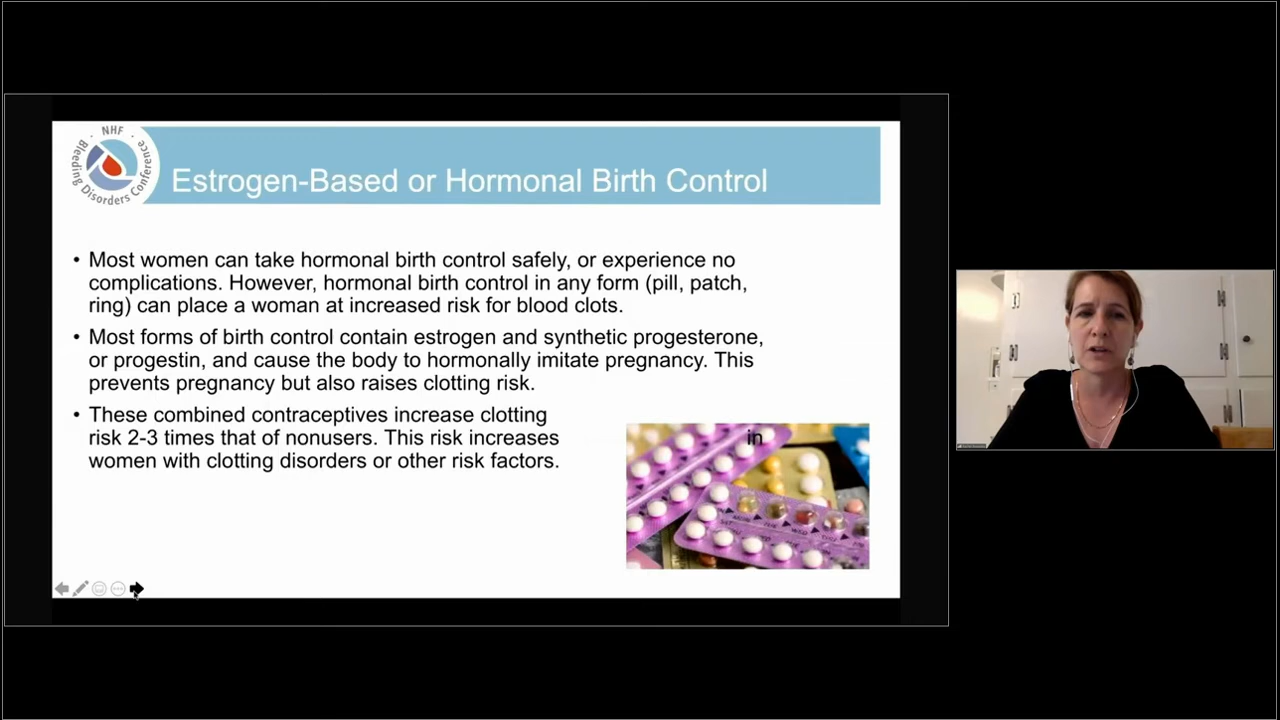 NHF
Bleeding Disorders Conference
Estrogen-Based or Hormonal Birth Control
• Most women can take hormonal birth control safely, or experience no
complications. However, hormonal birth control in any form (pill, patch,
ring) can place a woman at increased risk for blood clots.
• Most forms of birth control contain estrogen and synthetic progesterone,
or progestin, and cause the body to hormonally imitate pregnancy. This
prevents pregnancy but also raises clotting risk.
• These combined contraceptives increase clotting
risk 2-3 times that of nonusers. This risk increases in
women with clotting disorders or other risk factors.